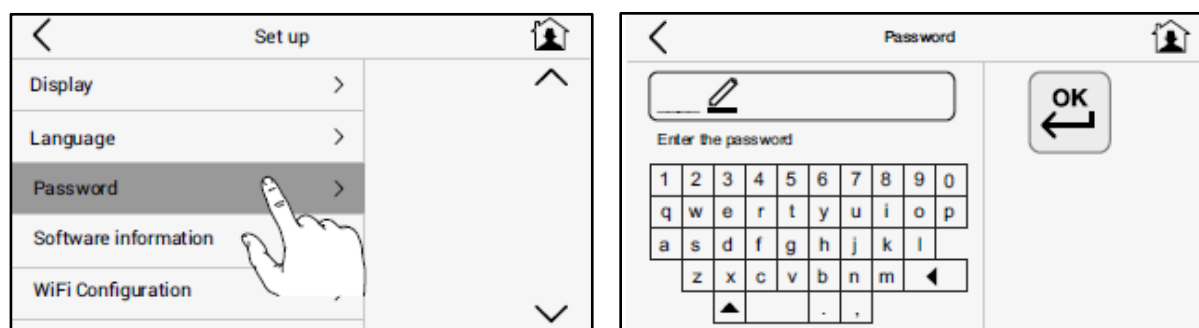 Set up
Display
Language
Password
Software information
WiFi Configuration
Password
Enter the password
OK
1 2 3 4 5 6 7 8 9 0
q w e r t y u i o p
a s d f g h j k l
z x c v b n m
. ,